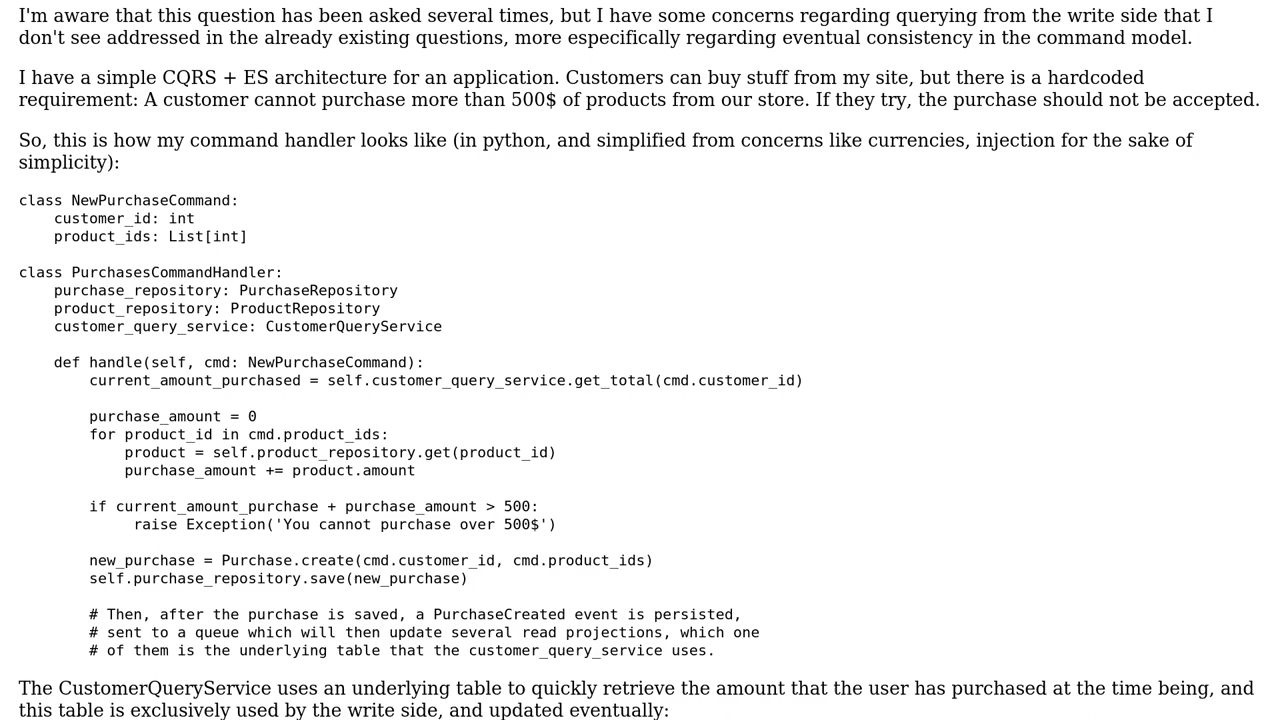 I'm aware that this question has been asked several times, but I have some concerns regarding querying from the write side that I
don't see addressed in the already existing questions, more especifically regarding eventual consistency in the command model.
I have a simple CQRS + ES architecture for an application. Customers can buy stuff from my site, but there is a hardcoded
requirement: A customer cannot purchase more than 500$ of products from our store. If they try, the purchase should not be accepted.
So, this is how my command handler looks like (in python, and simplified from concerns like currencies, injection for the sake of
simplicity):
class NewPurchaseCommand:
    customer_id: int
    product_ids: List[int]
class PurchasesCommandHandler:
    purchase_repository: PurchaseRepository
    product_repository: ProductRepository
    customer_query_service: CustomerQueryService
    def handle(self, cmd: NewPurchaseCommand):
        current_amount_purchased = self.customer_query_service.get_total(cmd.customer_id)
        purchase_amount = 0
        for product_id in cmd.product_ids:
            product = self.product_repository.get(product_id)
            purchase_amount += product.amount
        if current_amount_purchase + purchase_amount > 500:
             raise Exception('You cannot purchase over 500$')
        new_purchase = Purchase.create(cmd.customer_id, cmd.product_ids)
        self.purchase_repository.save(new_purchase)
        # Then, after the purchase is saved, a PurchaseCreated event is persisted,
        # sent to a queue which will then update several read projections, which one
        # of them is the underlying table that the customer_query_service uses.
The CustomerQueryService uses an underlying table to quickly retrieve the amount that the user has purchased at the time being, and
this table is exclusively used by the write side, and updated eventually: